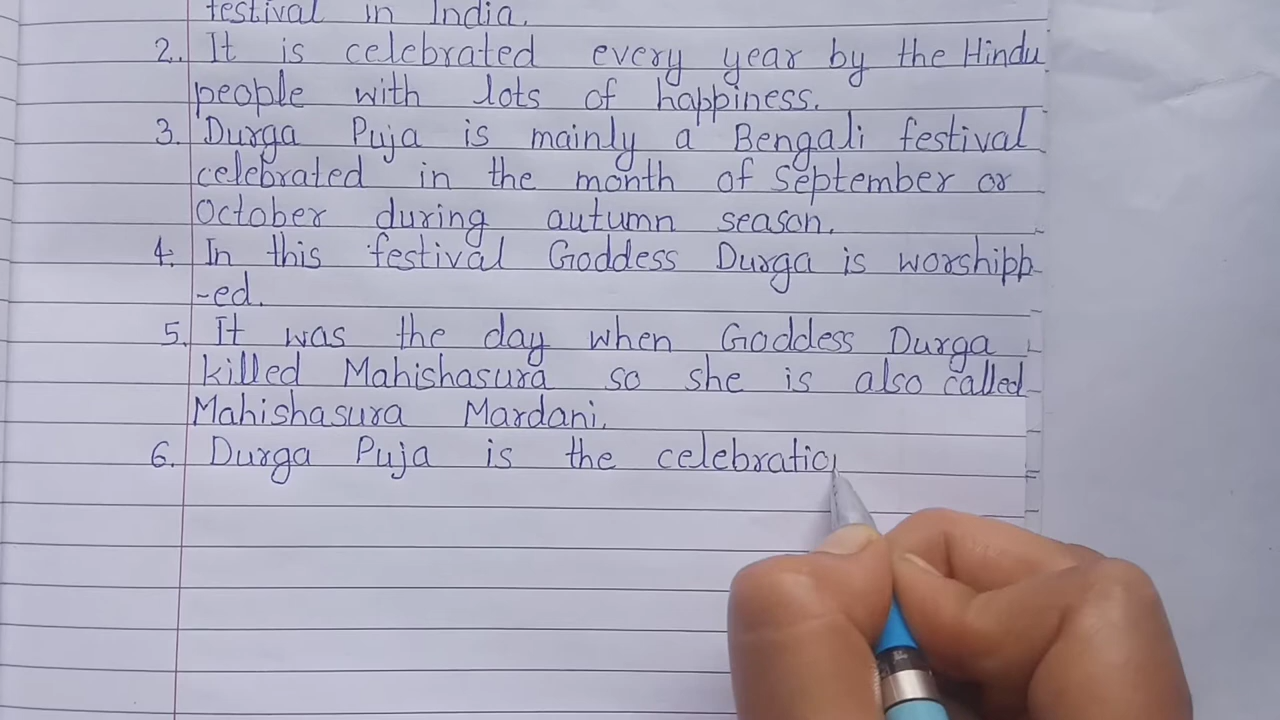 festival in India.
2. It is celebrated every year by the Hindu
people with lots of happiness.
3. Durga Puja is mainly a Bengali festival
celebrated in the month of September or
October during autumn season.
4. In this festival Goddess Durga is worshipp
-ed.
5. It was the day when Goddess Durga
killed Mahishasura so she is also called
Mahishasura Mardani.
6. Durga Puja is the celebratio